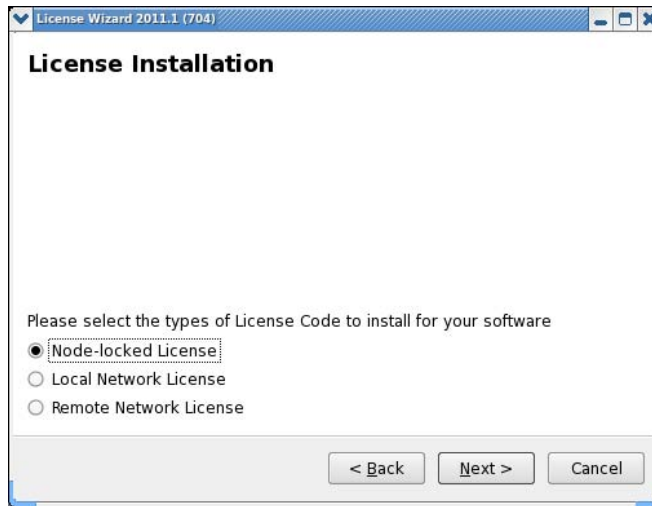 License Wizard 2011.1 (704)
License Installation
Please select the types of License Code to install for your software
Node-locked License
Local Network License
Remote Network License
< Back
Next >
Cancel